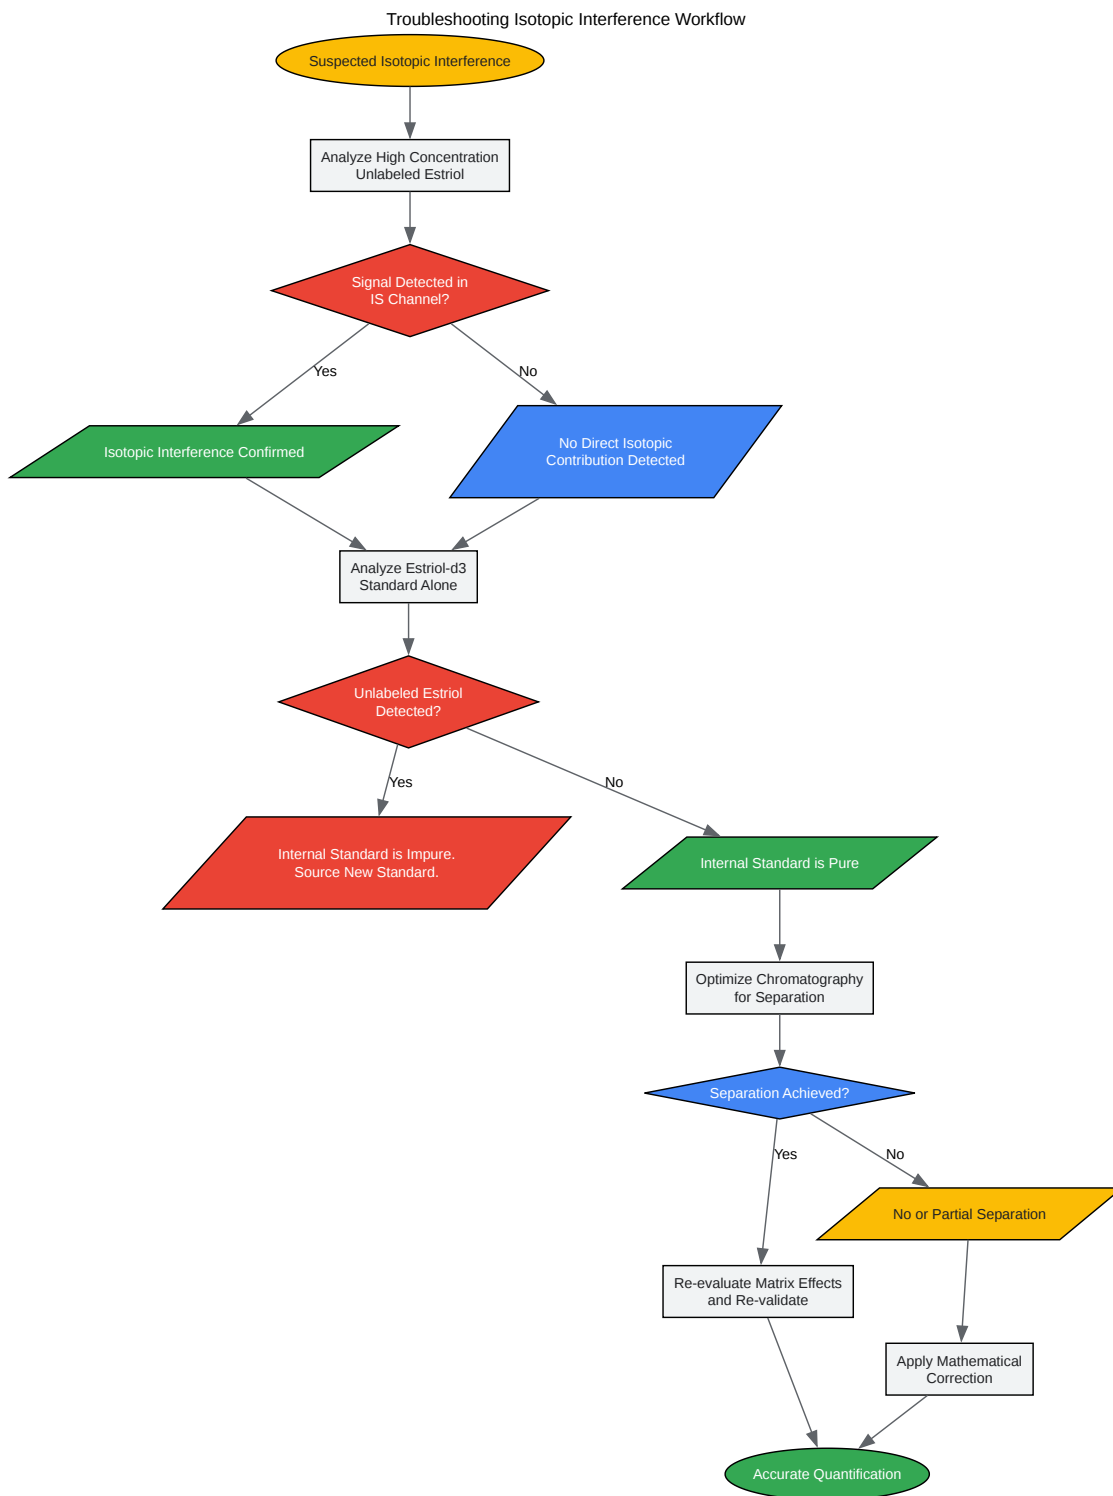 Troubleshooting Isotopic Interference Workflow
Suspected Isotopic Interference
Analyze High Concentration
Unlabeled Estriol
Signal Detected in
IS Channel?
Yes
No
Isotopic Interference Confirmed
No Direct Isotopic
Contribution Detected
Analyze Estriol-d3
Standard Alone
Unlabeled Estriol
Detected?
Yes
No
Internal Standard is Impure.
Source New Standard.
Internal Standard is Pure
Optimize Chromatography
for Separation
Separation Achieved?
Yes
No
No or Partial Separation
Re-evaluate Matrix Effects
and Re-validate
Apply Mathematical
Correction
Accurate Quantification